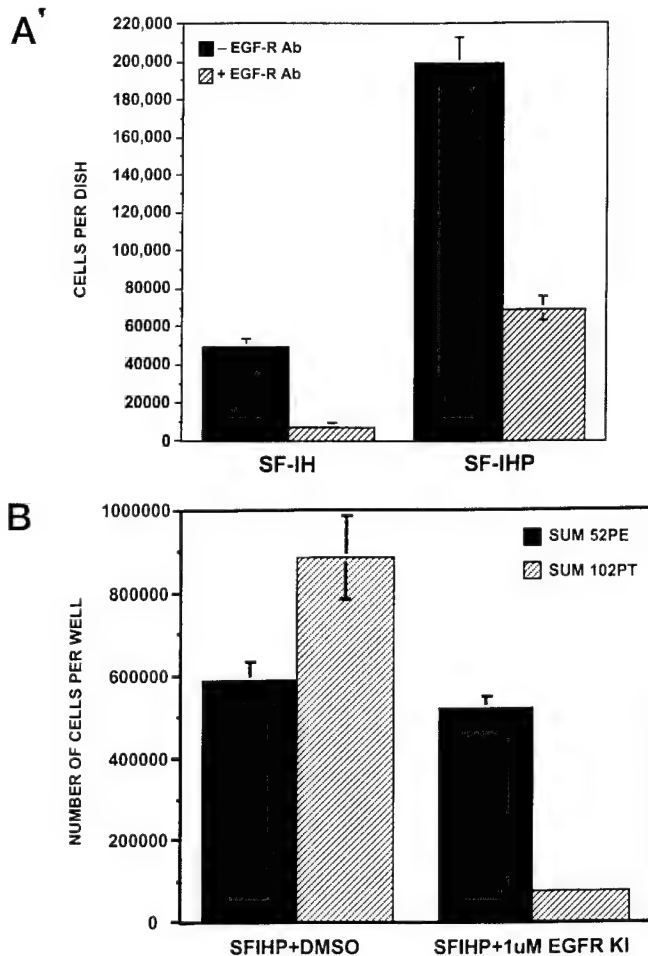 A
220,000
200,000
180,000
160,000
140,000
120,000
100,000
80000
60000
40000
20000
0
CELLS PER DISH
– EGF-R Ab
+ EGF-R Ab
SF-IH
SF-IHP
B
1000000
800000
600000
400000
200000
0
NUMBER OF CELLS PER WELL
SUM 52PE
SUM 102PT
SFIHP+DMSO
SFIHP+1uM EGFR KI